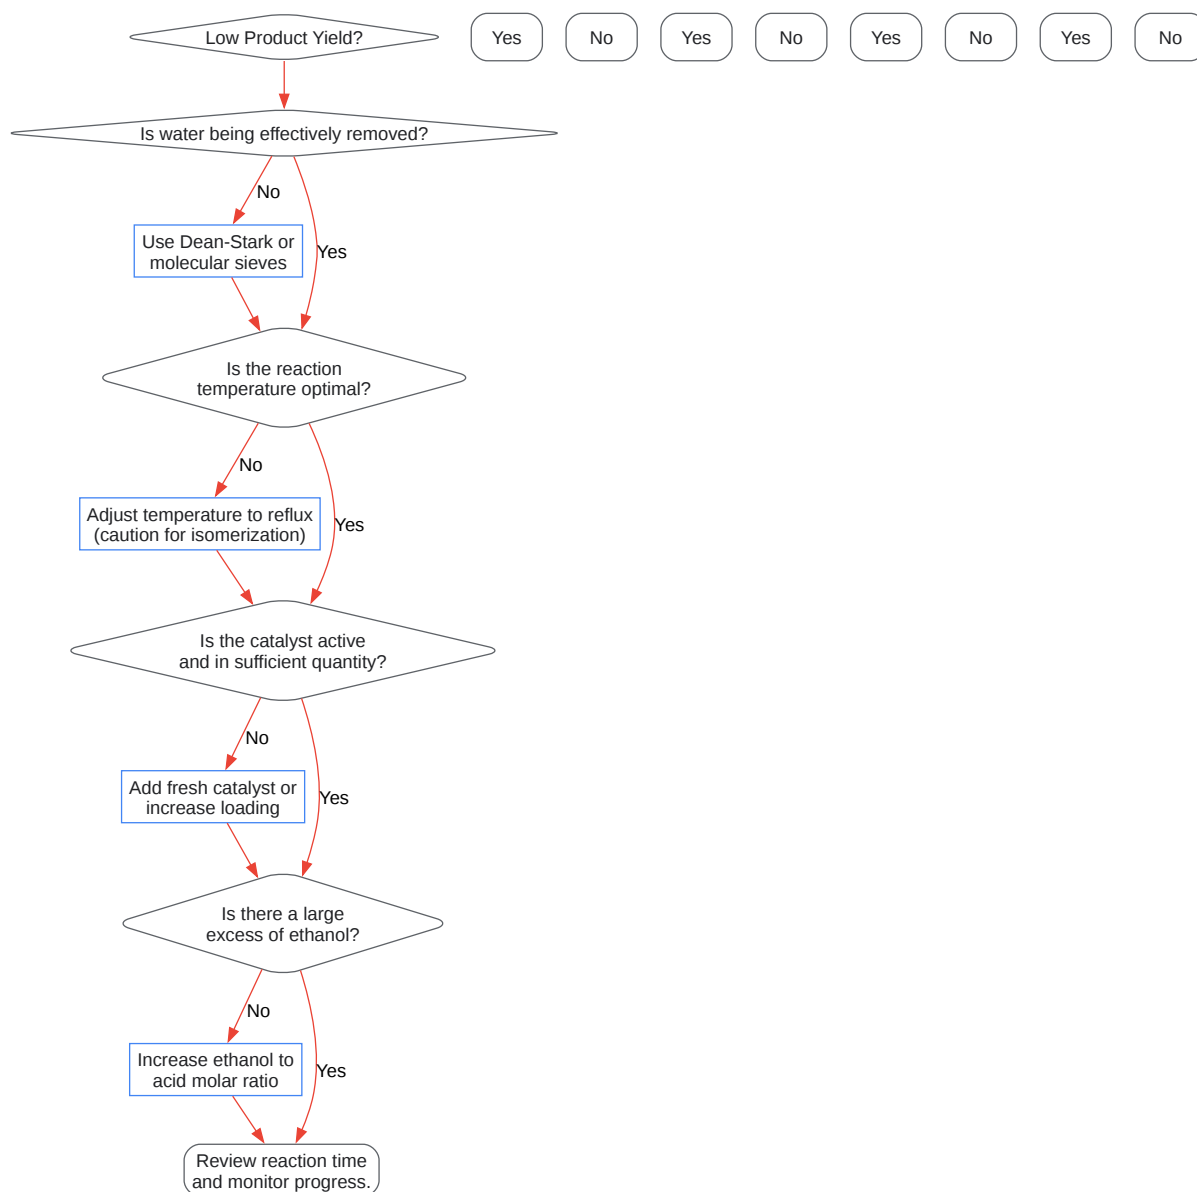 Low Product Yield?
Yes
No
Yes
No
Yes
No
Yes
No
Is water being effectively removed?
No
Use Dean-Stark or
molecular sieves
Yes
Is the reaction
temperature optimal?
No
Adjust temperature to reflux
(caution for isomerization)
Yes
Is the catalyst active
and in sufficient quantity?
No
Add fresh catalyst or
increase loading
Yes
Is there a large
excess of ethanol?
No
Increase ethanol to
acid molar ratio
Yes
Review reaction time
and monitor progress.